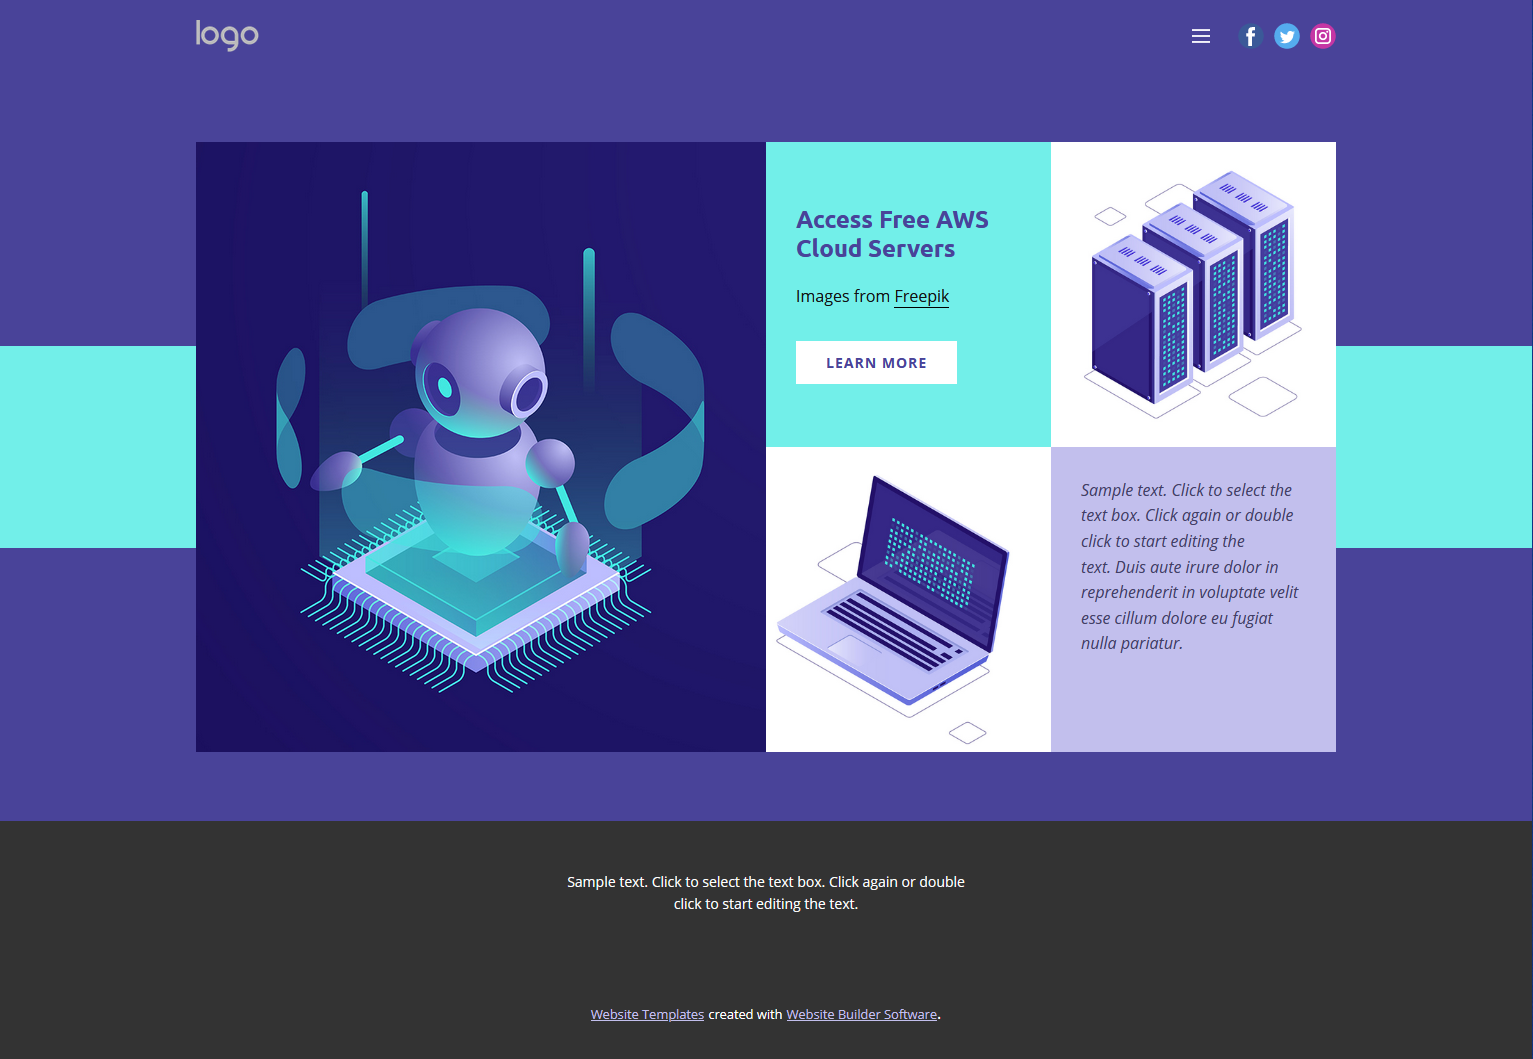 logo
Access Free AWS
Cloud Servers
Images from Freepik
LEARN MORE
Sample text. Click to select the
text box. Click again or double
click to start editing the
text. Duis aute irure dolor in
reprehenderit in voluptate velit
esse cillum dolore eu fugiat
nulla pariatur.
Sample text. Click to select the text box. Click again or double
click to start editing the text.
Website Templates created with Website Builder Software.